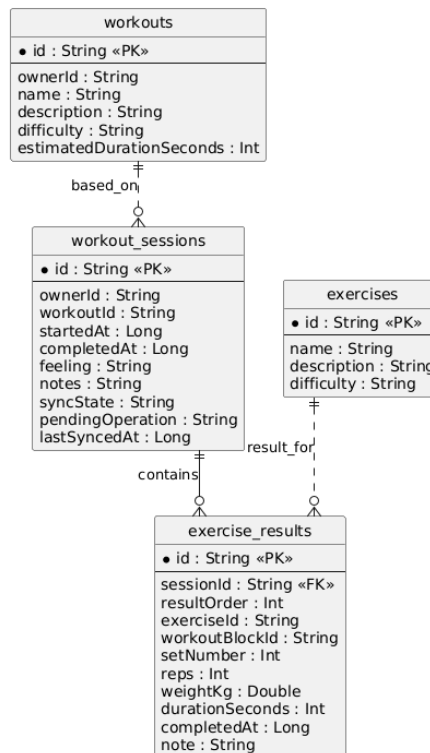 workouts
id : String «PK»
ownerId : String
name : String
description : String
difficulty : String
estimatedDurationSeconds : Int
based_on
workout_sessions
id : String «PK»
ownerId : String
workoutId : String
startedAt : Long
completedAt : Long
feeling : String
notes : String
syncState : String
pendingOperation : String
lastSyncedAt : Long
exercises
id : String «PK»
name : String
description : String
difficulty : String
contains
result_for
exercise_results
id : String «PK»
sessionId : String «FK»
resultOrder : Int
exerciseId : String
workoutBlockId : String
setNumber : Int
reps : Int
weightKg : Double
durationSeconds : Int
completedAt : Long
note : String